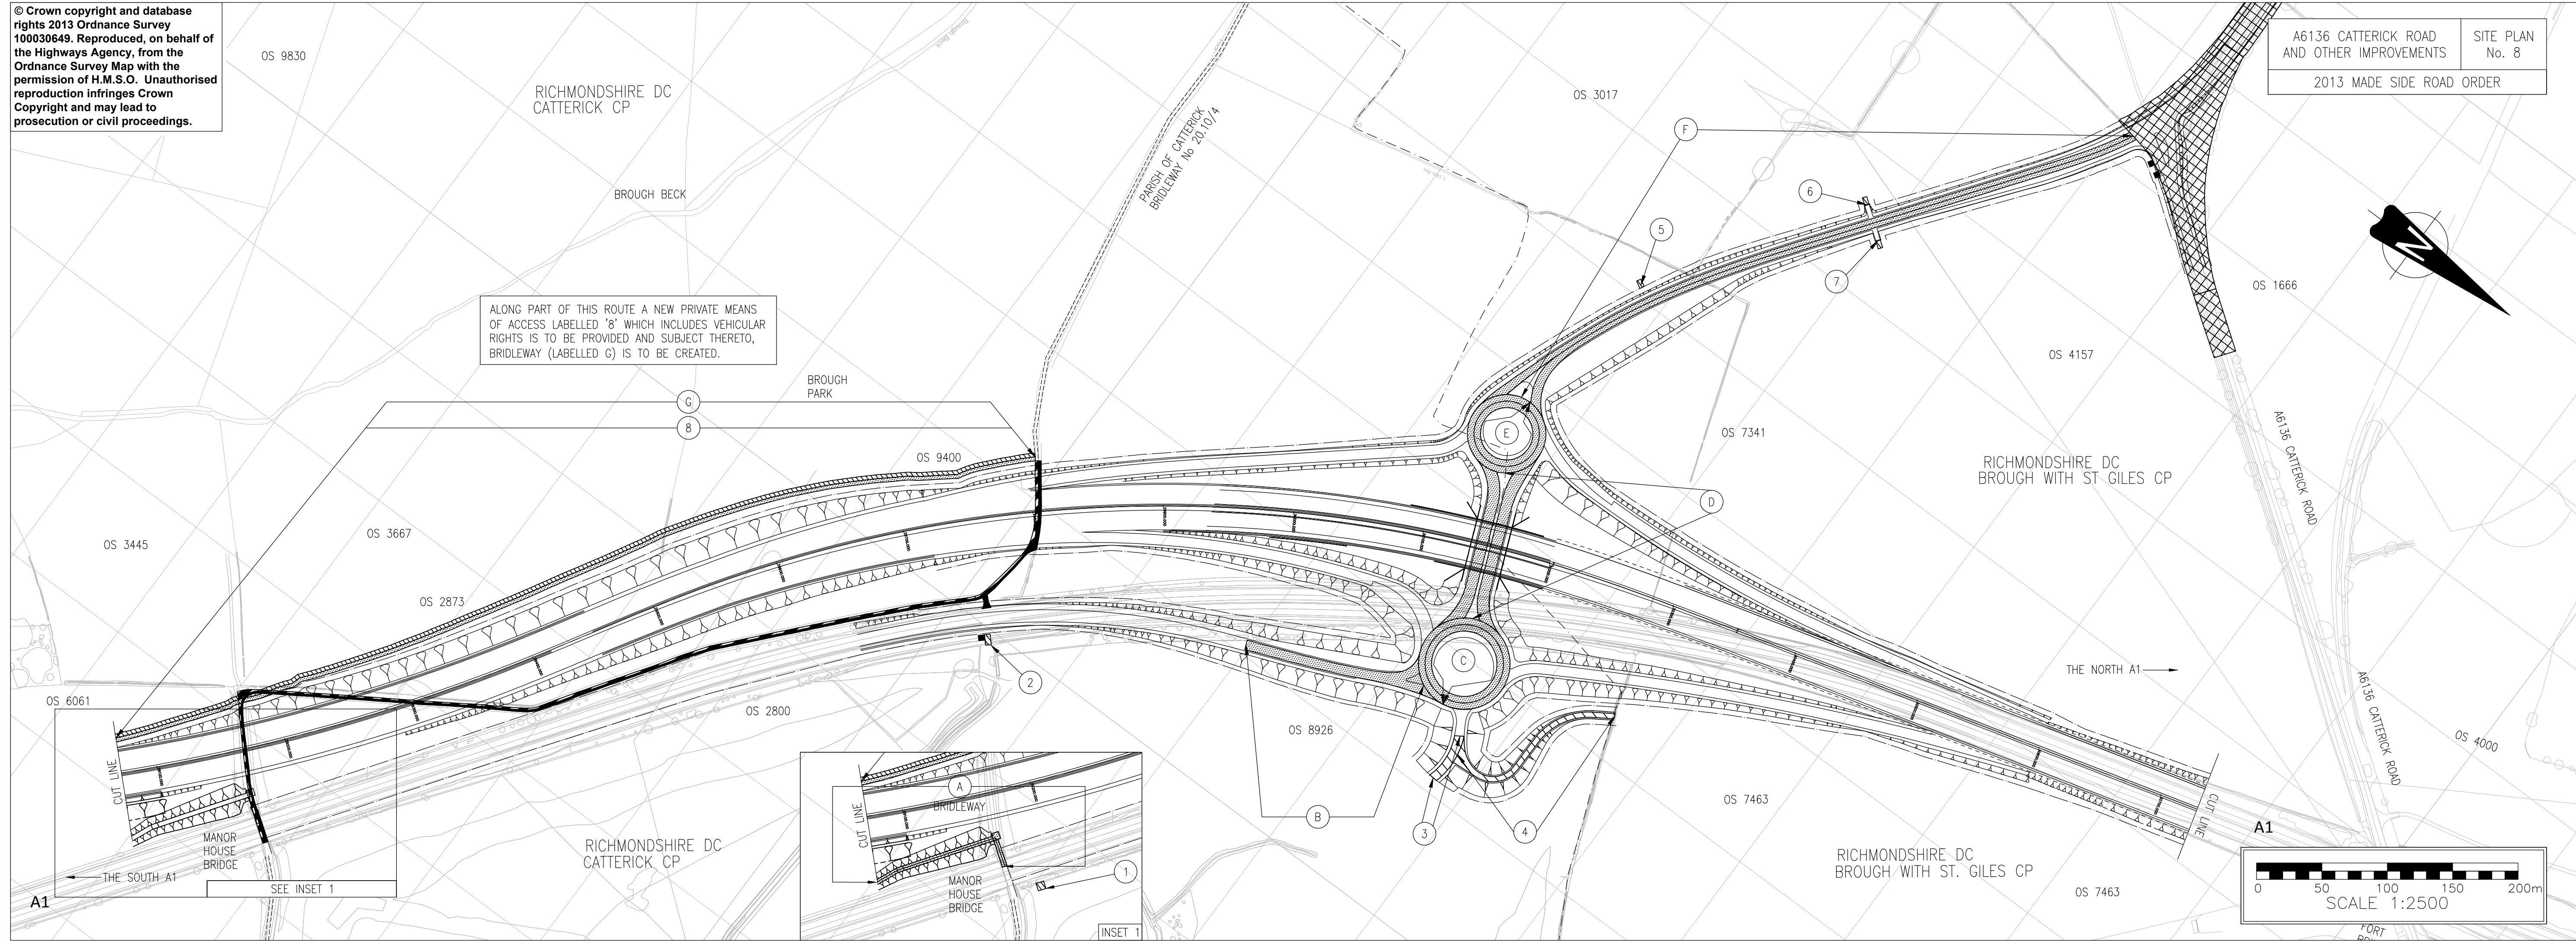 © Crown copyright and database
rights 2013 Ordnance Survey
100030649. Reproduced, on behalf of
the Highways Agency, from the
Ordnance Survey Map with the
permission of H.M.S.O. Unauthorised
reproduction infringes Crown
Copyright and may lead to
prosecution or civil proceedings.
A6136 CATTERICK ROAD
AND OTHER IMPROVEMENTS
SITE PLAN
No. 8
2013 MADE SIDE ROAD ORDER
OS 9830
RICHMONDSHIRE DC
CATTERICK CP
Brough Beck
BROUGH BECK
PARISH OF CATTERICK
BRIDLEWAY No 20.10/4
OS 3017
F
6
5
7
N
OS 1666
ALONG PART OF THIS ROUTE A NEW PRIVATE MEANS
OF ACCESS LABELLED '8' WHICH INCLUDES VEHICULAR
RIGHTS IS TO BE PROVIDED AND SUBJECT THERETO,
BRIDLEWAY (LABELLED G) IS TO BE CREATED.
OS 4157
BROUGH
PARK
G
8
E
OS 7341
A6136 CATTERICK ROAD
OS 9400
RICHMONDSHIRE DC
BROUGH WITH ST GILES CP
D
OS 3445
OS 3667
OS 2873
C
THE NORTH A1
2
OS 6061
OS 2800
OS 8926
A6136 CATTERICK ROAD
OS 4000
CUT LINE
MANOR
HOUSE
BRIDGE
THE SOUTH A1
SEE INSET 1
A1
RICHMONDSHIRE DC
CATTERICK CP
A
BRIDLEWAY
CUT LINE
MANOR
HOUSE
BRIDGE
1
INSET 1
B
3
4
OS 7463
CUT LINE
A1
RICHMONDSHIRE DC
BROUGH WITH ST. GILES CP
OS 7463
0 50 100 150 200m
SCALE 1:2500
FORT